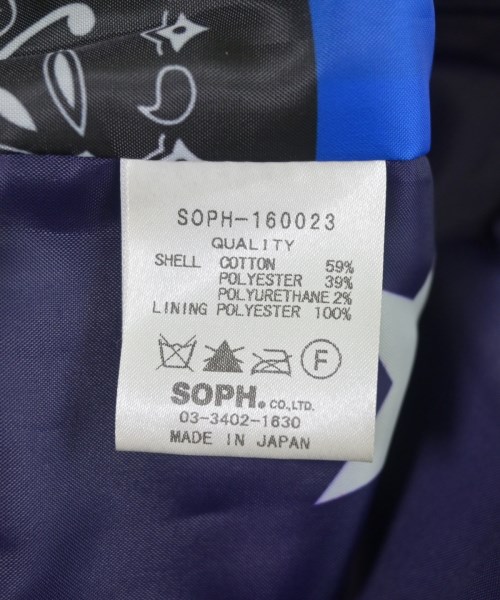 SOPH-160023
QUALITY
SHELL COTTON 59%
POLYESTER 39%
POLYURETHANE 2%
LINING POLYESTER 100%
F
SOPH. CO.,LTD.
03-3402-1630
MADE IN JAPAN